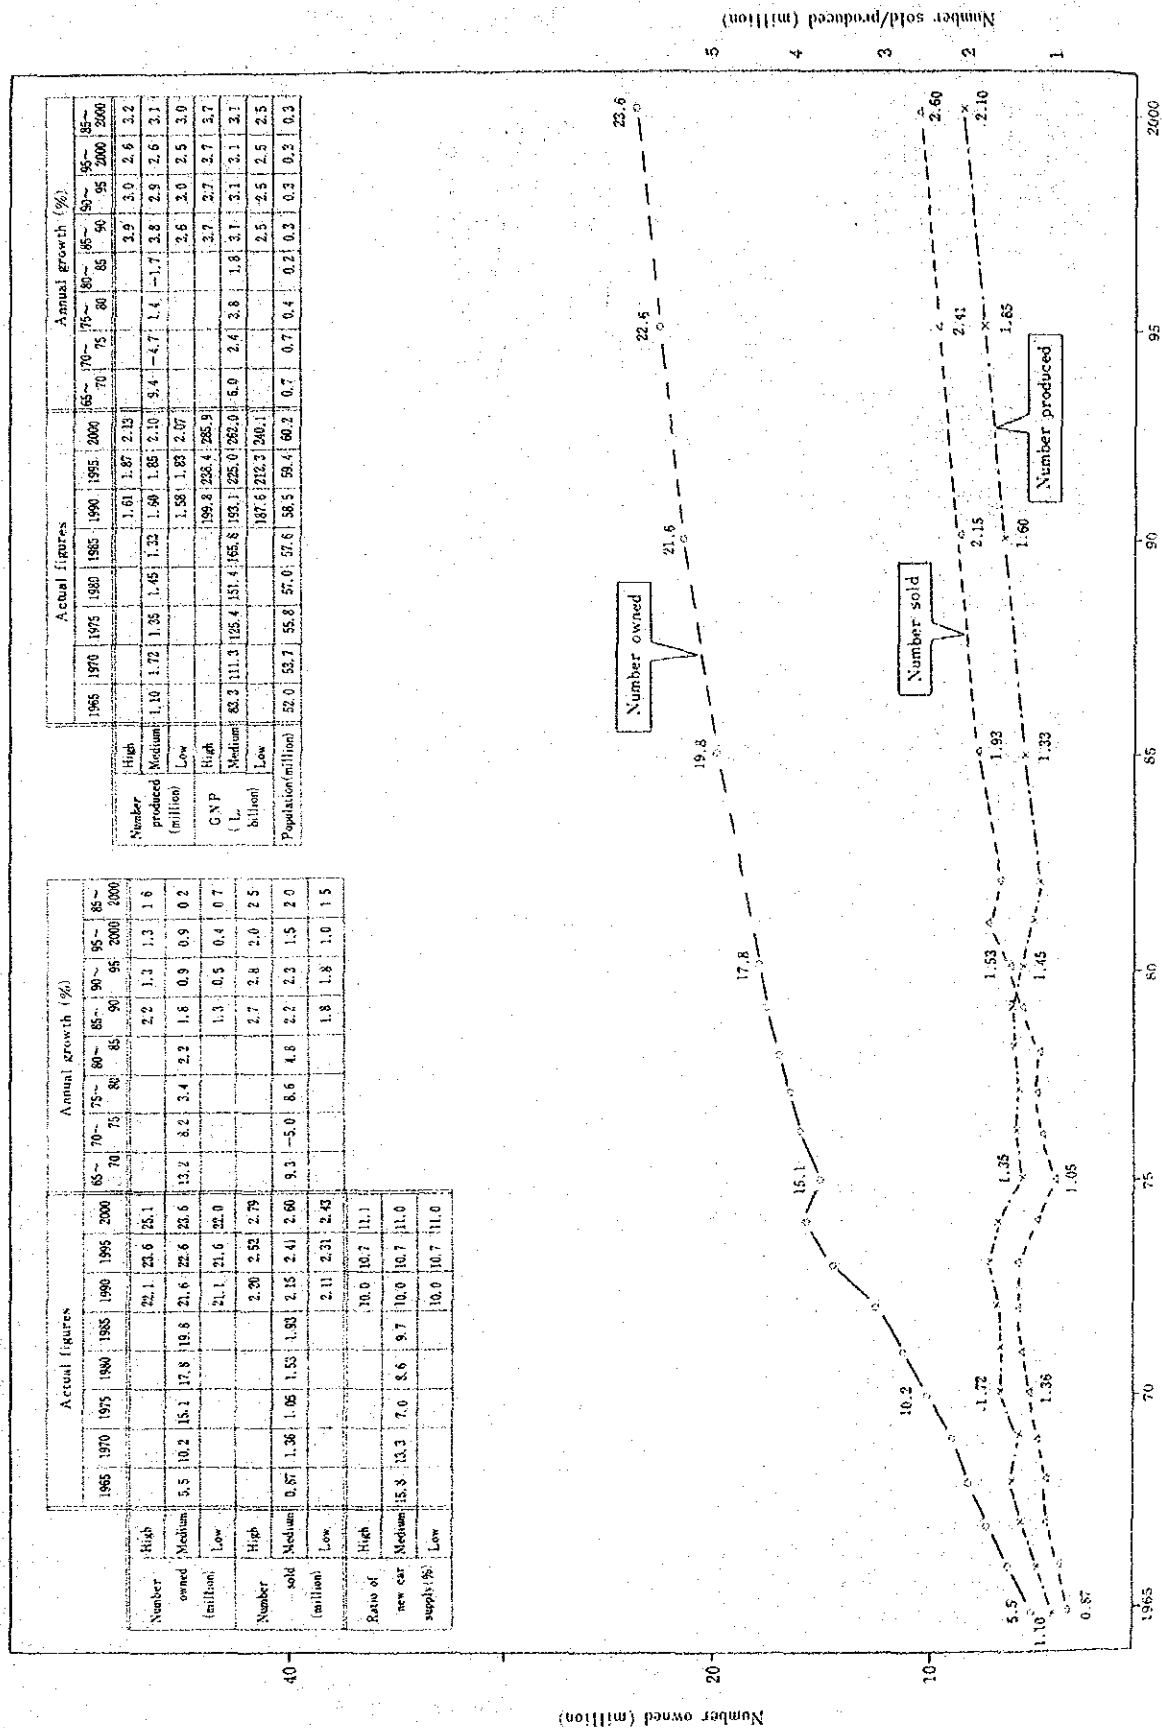 Actual figures Annual growth (%)
1965 1970 1975 1980 1985 1990 1995 2000 65~70 70~75 75~80 80~85 85~90 90~95 95~2000 85~2000
Number owned (million)
High 22.1 23.6 25.1 2.2 1.3 1.3 1.6
Medium 5.5 10.2 15.1 17.8 19.8 21.6 22.6 23.6 13.2 8.2 3.4 2.2 1.8 0.9 0.9 0.2
Low 21.1 21.6 22.0 1.3 0.5 0.4 0.7
Number sold (million)
High 2.20 2.52 2.79 2.7 2.8 2.0 2.5
Medium 0.87 1.36 1.05 1.53 1.93 2.15 2.41 2.60 9.3 -5.0 8.6 4.8 2.2 2.3 1.5 2.0
Low 2.11 2.31 2.43 1.8 1.8 1.0 1.5
Ratio of new car supply(%)
High 10.0 10.7 11.1
Medium 15.8 13.3 7.0 8.6 9.7 10.0 10.7 11.0
Low 10.0 10.7 11.0
Actual figures Annual growth (%)
1965 1970 1975 1980 1985 1990 1995 2000 65~70 70~75 75~80 80~85 85~90 90~95 95~2000 85~2000
Number produced (million)
High 1.61 1.87 2.13 3.9 3.0 2.6 3.2
Medium 1.10 1.72 1.35 1.45 1.33 1.60 1.85 2.10 9.4 -4.7 1.4 -1.7 3.8 2.9 2.6 3.1
Low 1.58 1.83 2.07 2.6 3.0 2.5 3.0
GNP (L. billion)
High 199.8 238.4 285.9 3.7 3.7 3.7 3.7
Medium 83.3 111.3 125.4 151.4 165.8 193.1 225.0 262.0 6.0 2.4 3.8 1.8 3.1 3.1 3.1 3.1
Low 187.6 212.3 240.1 2.5 2.5 2.5 2.5
Population(million) 52.0 53.7 55.8 57.0 57.6 58.5 59.4 60.2 0.7 0.7 0.4 0.2 0.3 0.3 0.3 0.3
Number owned (million)
40
20
10
Number sold/produced (million)
5
4
3
2
1
Number owned
5.5
10.2
15.1
17.8
19.8
21.6
22.6
23.6
Number sold
0.87
1.36
1.05
1.53
1.93
2.15
2.41
2.60
Number produced
1.10
1.72
1.35
1.45
1.33
1.60
1.85
2.10
1965 70 75 80 85 90 95 2000